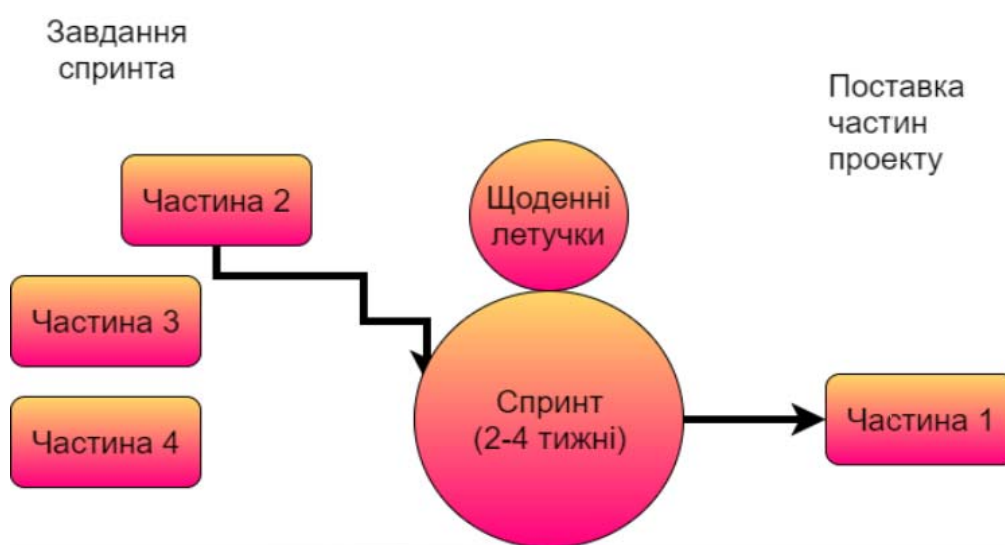 Завдання
спринта
Поставка
частин
проекту
Частина 2
Щоденні
летучки
Частина 3
Частина 4
Спринт
(2-4 тижні)
Частина 1